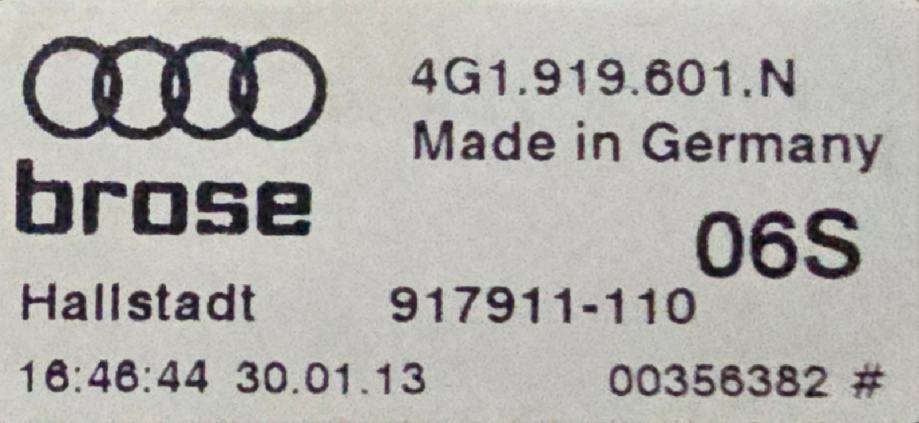 4G1.919.601.N
Made in Germany
brose
06S
Hallstadt 917911-110
16:46:44 30.01.13 00356382 #